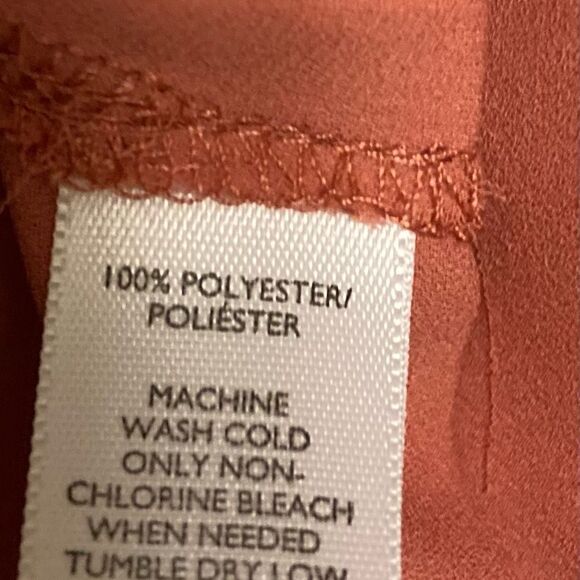 100% POLYESTER/
POLIÉSTER
MACHINE
WASH COLD
ONLY NON-
CHLORINE BLEACH
WHEN NEEDED
TUMBLE DRY LOW